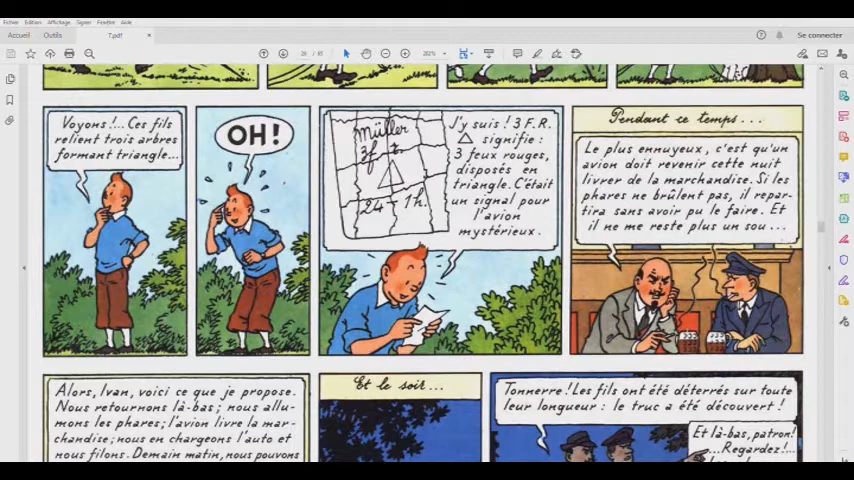 Fichier Edition Affichage Signer Fenêtre Aide
Accueil Outils 7.pdf × Se connecter
Voyons!... Ces fils
relient trois arbres
formant triangle...
OH!
müller
3f r
24 - 1h.
J'y suis! 3 F.R.
△ signifie :
3 feux rouges,
disposés en
triangle. C'était
un signal pour
l'avion
mystérieux.
Pendant ce temps...
Le plus ennuyeux, c'est qu'un
avion doit revenir cette nuit
livrer de la marchandise. Si les
phares ne brûlent pas, il repar-
tira sans avoir pu le faire. Et
il ne me reste plus un sou...
Alors, Ivan, voici ce que je propose.
Nous retournons là-bas; nous allu-
mons les phares; l'avion livre la mar-
chandise; nous en chargeons l'auto et
nous filons. Demain matin, nous pouvons
Et le soir...
Tonnerre! Les fils ont été déterrés sur toute
leur longueur : le truc a été découvert!
Et là-bas, patron!
...Regardez!...